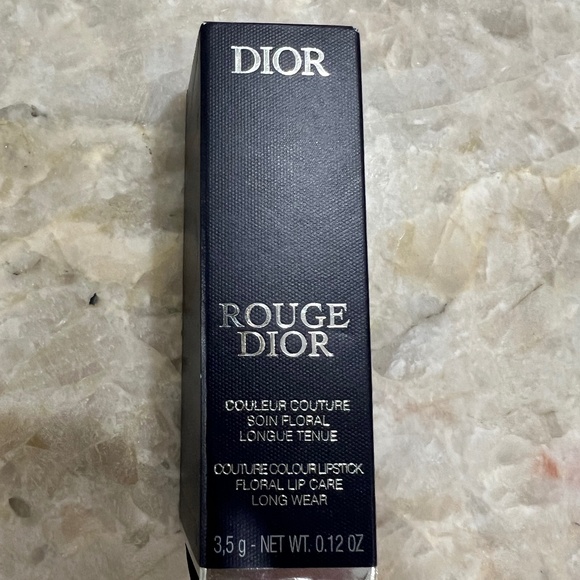 DIOR
ROUGE
DIOR
COULEUR COUTURE
SOIN FLORAL
LONGUE TENUE
COUTURE COLOUR LIPSTICK
FLORAL LIP CARE
LONG WEAR
3,5 g - NET WT. 0.12 OZ